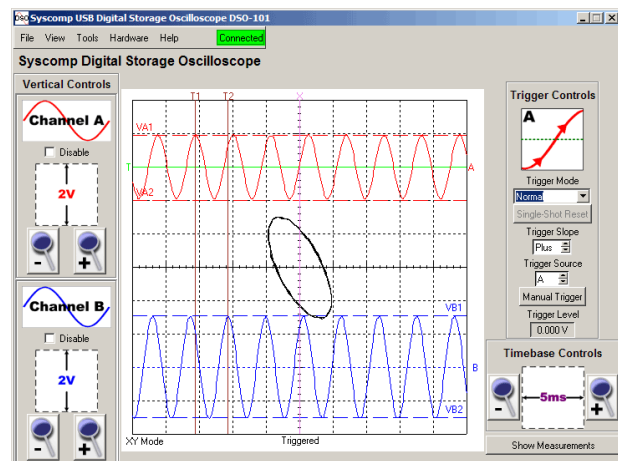 DSO Syscomp USB Digital Storage Oscilloscope DSO-101
File View Tools Hardware Help Connected
Syscomp Digital Storage Oscilloscope
Vertical Controls
Channel A
Disable
2V
- +
Channel B
Disable
2V
- +
T1 T2 X
VA1
T A
VA2
VB1
B
VB2
XY Mode Triggered
Trigger Controls
A
Trigger Mode
Normal
Single-Shot Reset
Trigger Slope
Plus
Trigger Source
A
Manual Trigger
Trigger Level
0.000 V
Timebase Controls
- 5ms +
Show Measurements